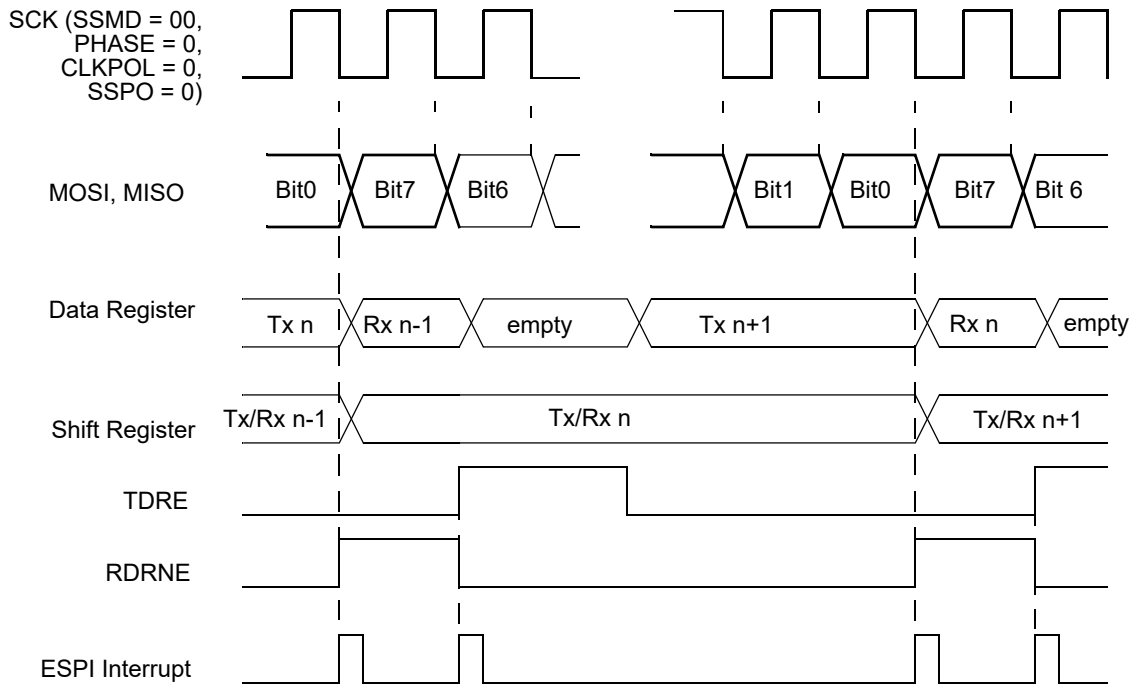 SCK (SSMD = 00,
PHASE = 0,
CLKPOL = 0,
SSPO = 0)
MOSI, MISO
Bit0 Bit7 Bit6 Bit1 Bit0 Bit7 Bit 6
Data Register
Tx n Rx n-1 empty Tx n+1 Rx n empty
Shift Register
Tx/Rx n-1 Tx/Rx n Tx/Rx n+1
TDRE
RDRNE
ESPI Interrupt